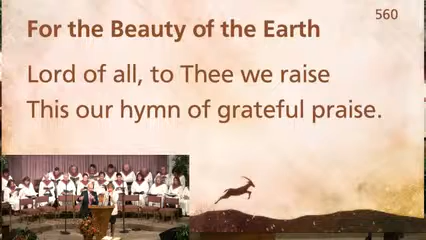 560
For the Beauty of the Earth
Lord of all, to Thee we raise
This our hymn of grateful praise.